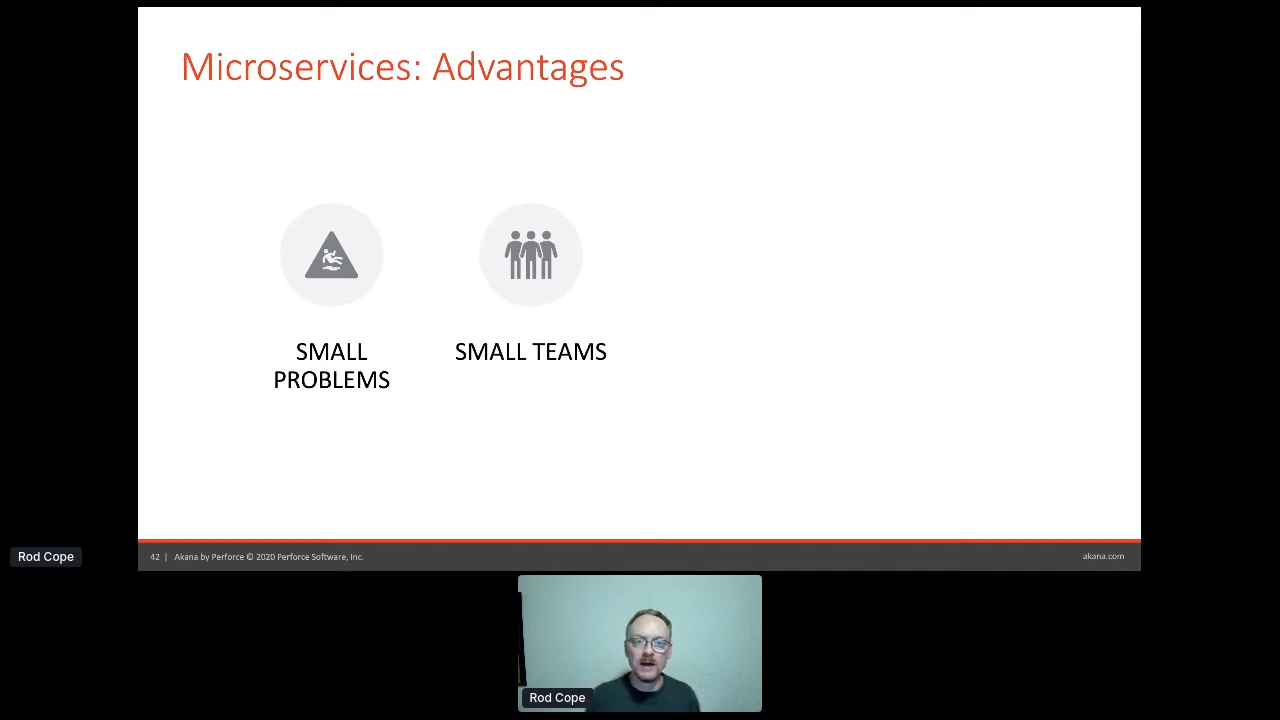 Microservices: Advantages
SMALL
PROBLEMS
SMALL TEAMS
42 | Akana by Perforce © 2020 Perforce Software, Inc.
akana.com
Rod Cope
Rod Cope